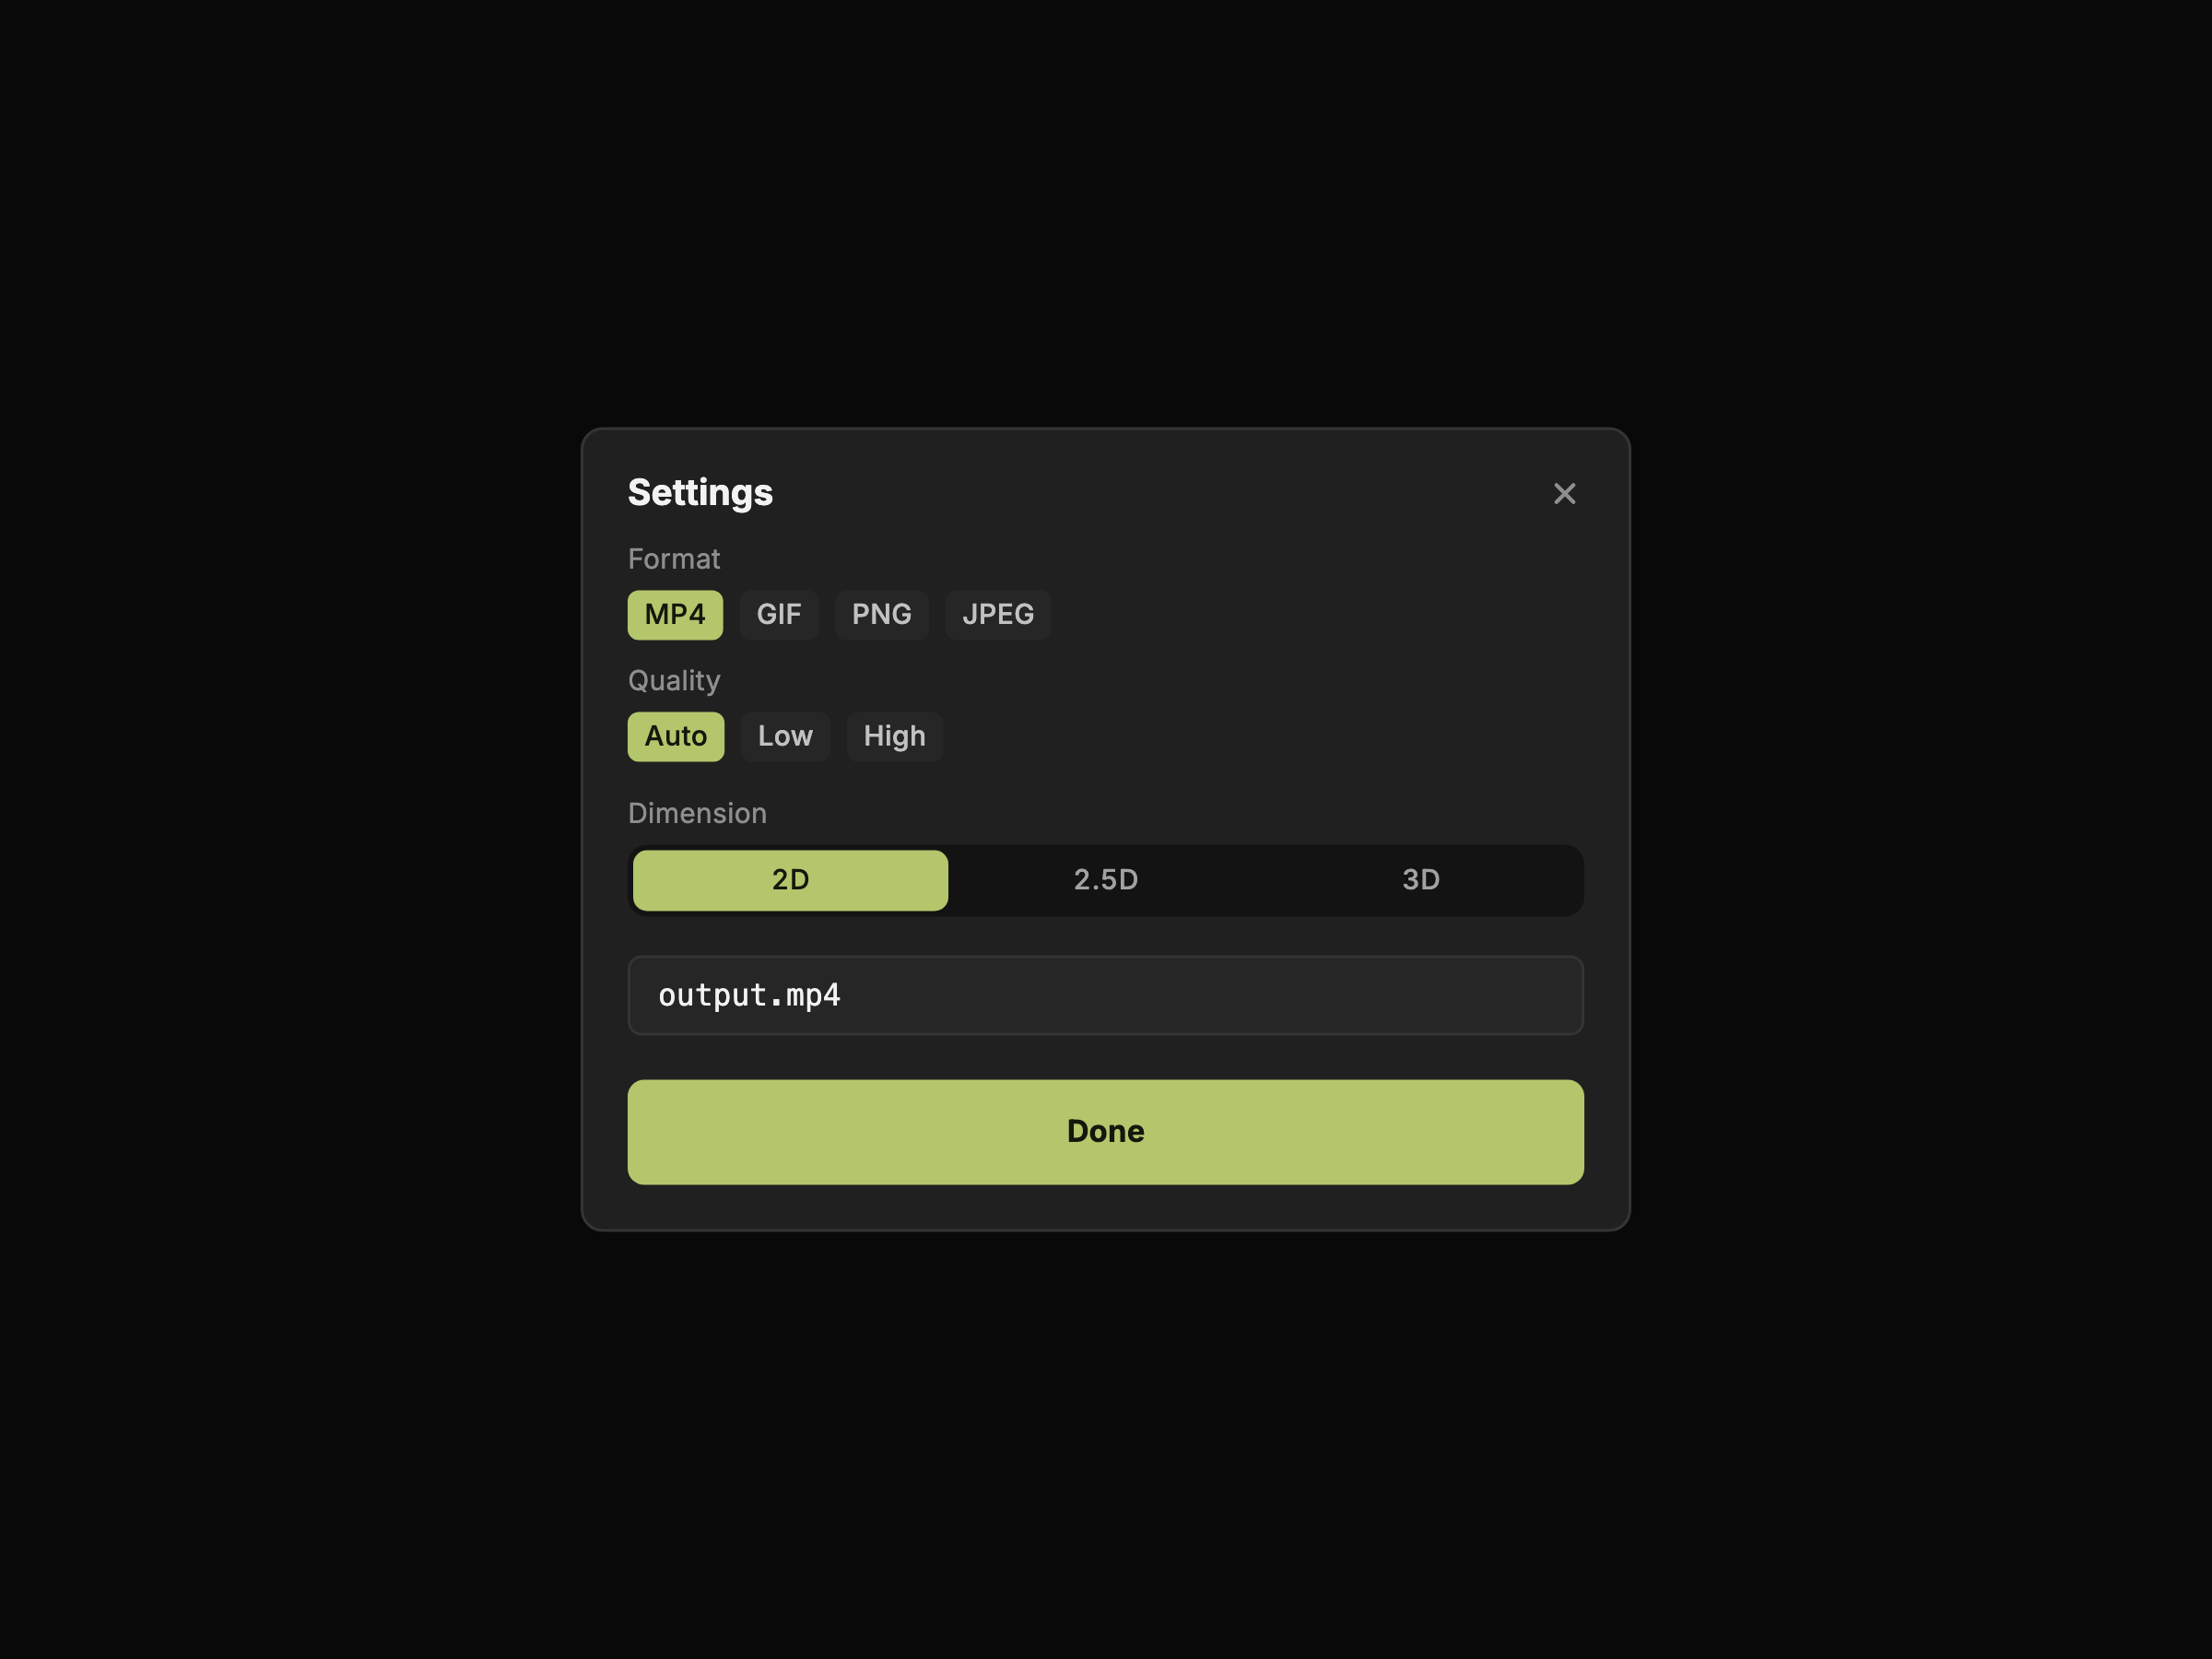 Settings
Format
MP4 GIF PNG JPEG
Quality
Auto Low High
Dimension
2D 2.5D 3D
output.mp4
Done